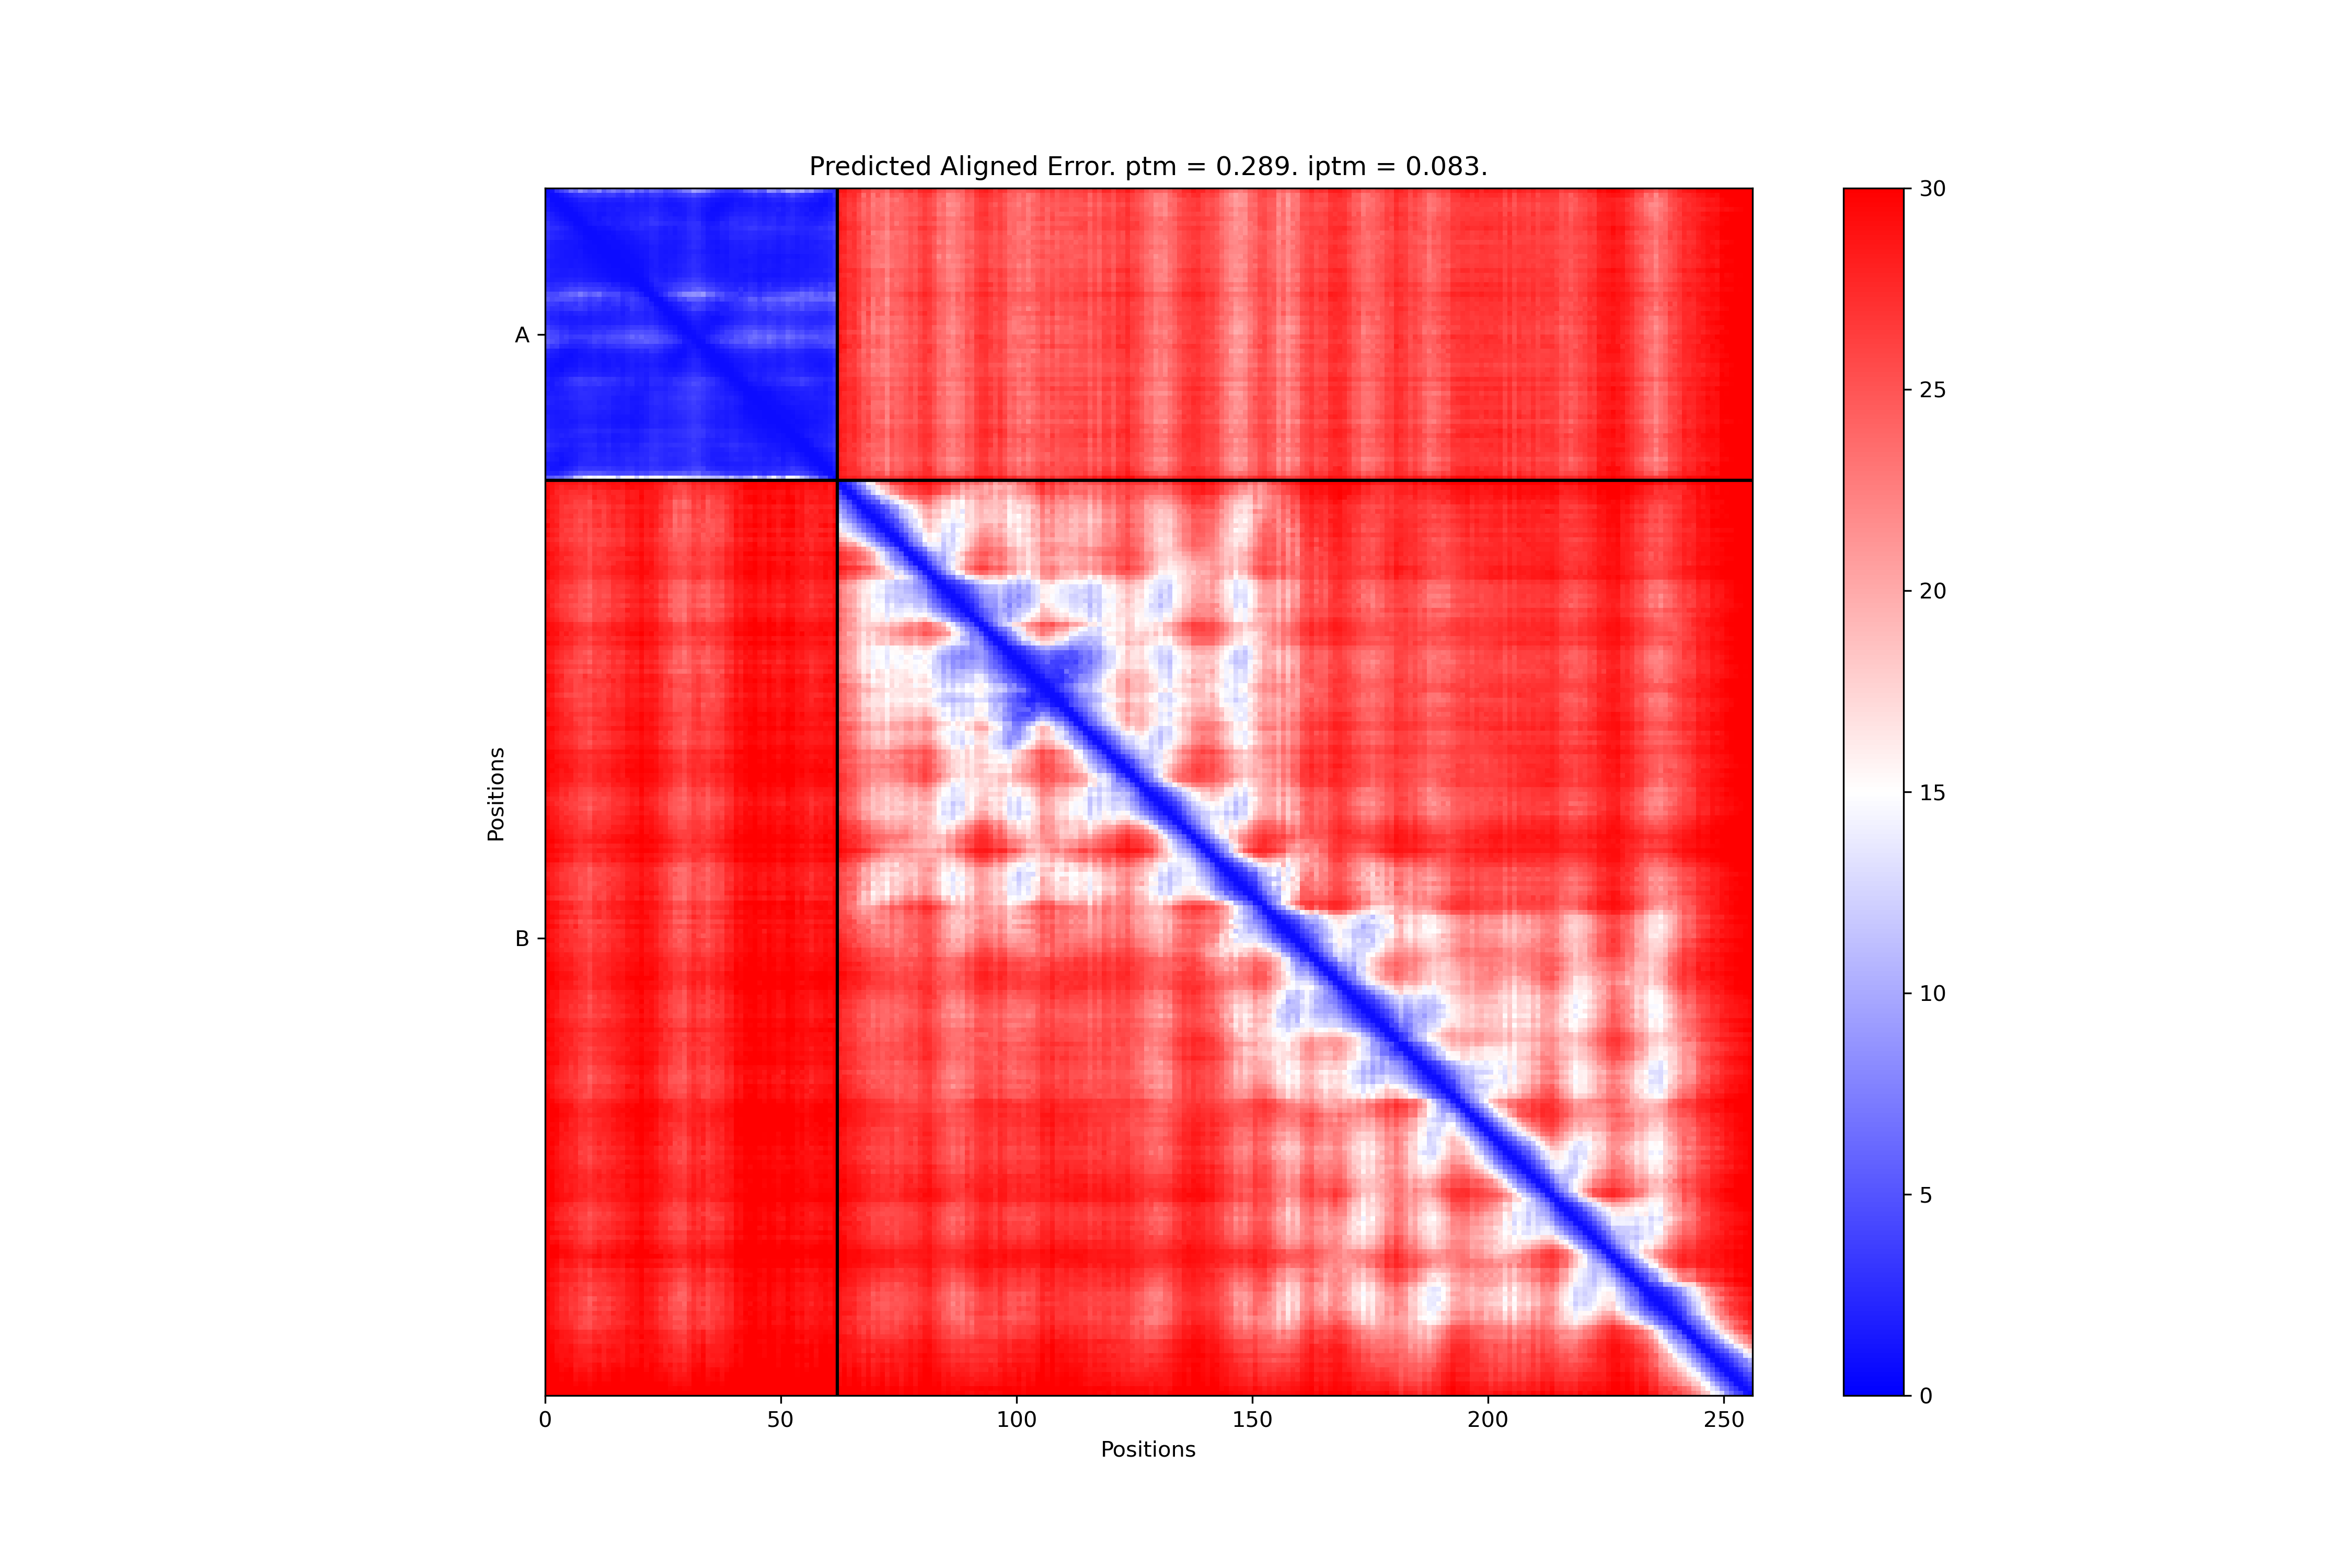 Predicted Aligned Error. ptm = 0.289. iptm = 0.083.
A
B
Positions
0 50 100 150 200 250
Positions
30
25
20
15
10
5
0